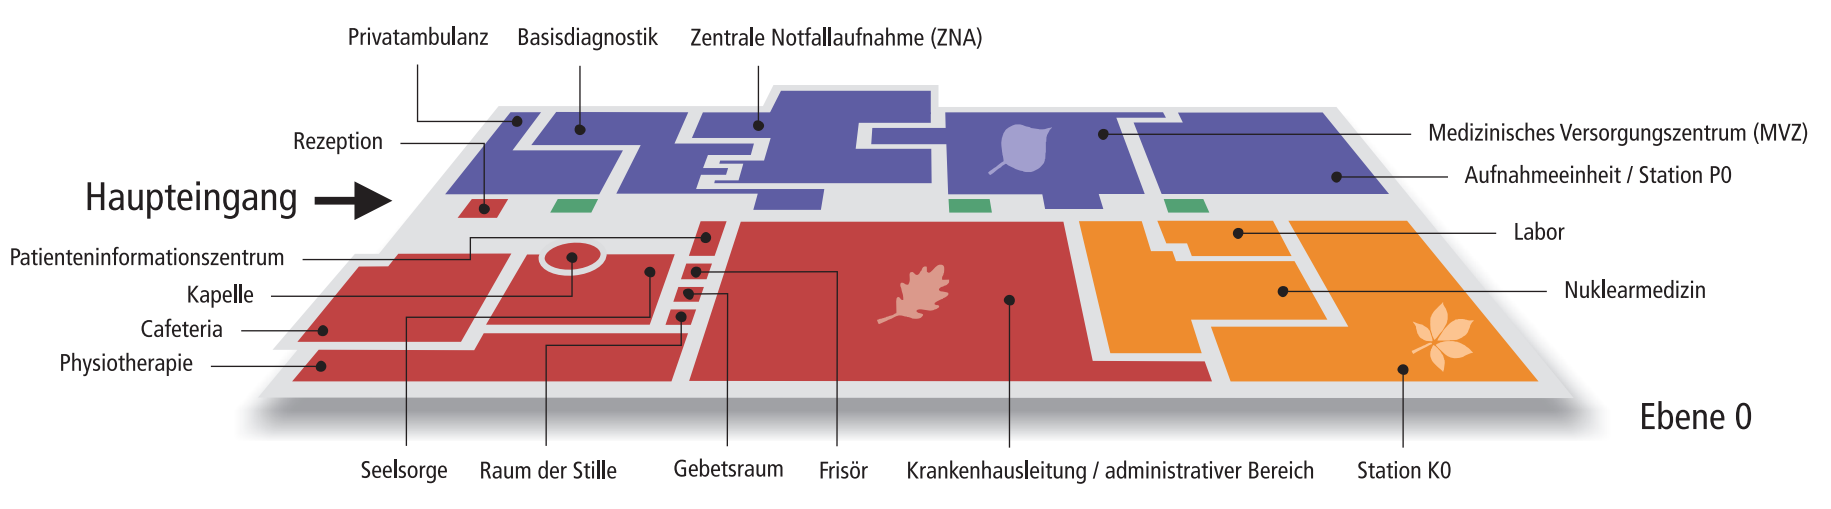 Privatambulanz
Basisdiagnostik
Zentrale Notfallaufnahme (ZNA)
Rezeption
Medizinisches Versorgungszentrum (MVZ)
Aufnahmeeinheit / Station P0
Haupteingang
Labor
Patienteninformationszentrum
Kapelle
Nuklearmedizin
Cafeteria
Physiotherapie
Ebene 0
Seelsorge
Raum der Stille
Gebetsraum
Frisör
Krankenhausleitung / administrativer Bereich
Station K0